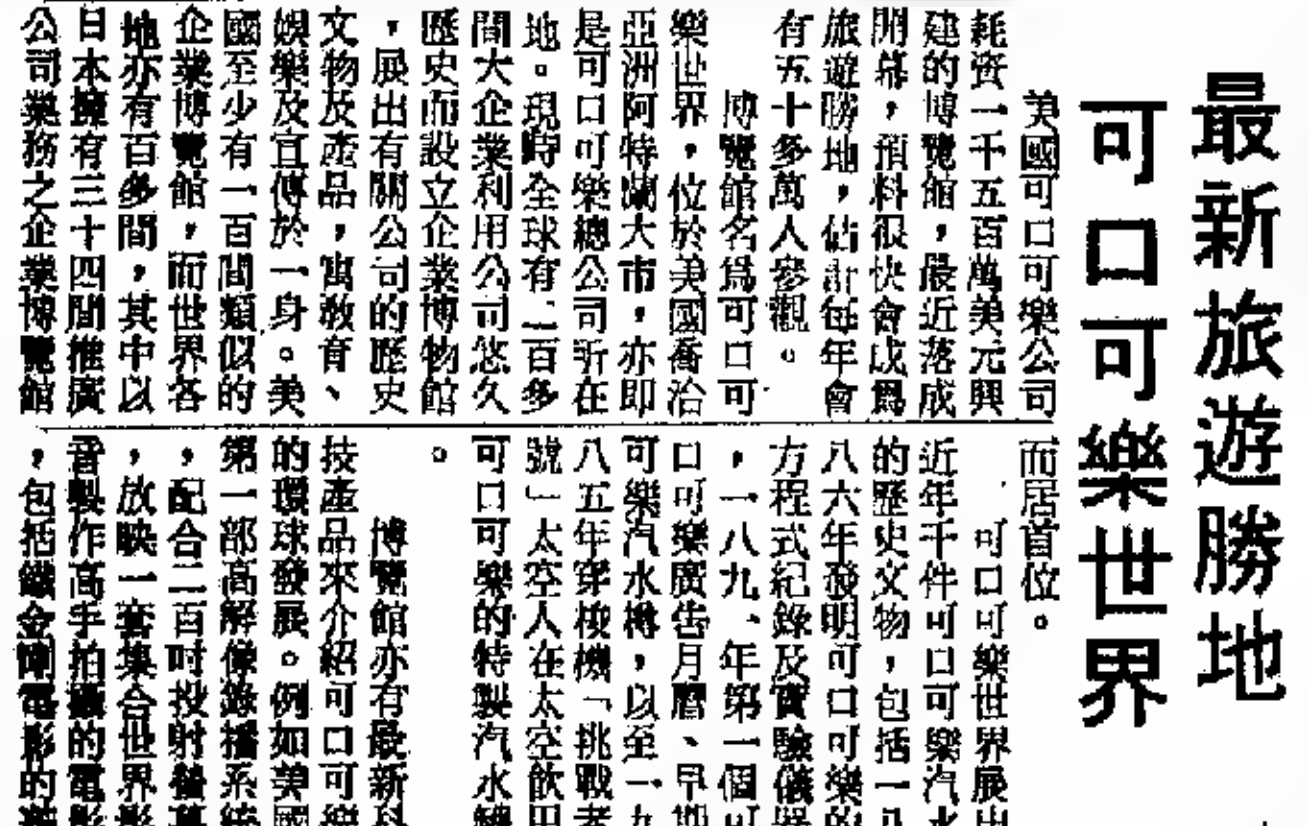 最新旅遊勝地
可口可樂世界
美國可口可樂公司
耗資一千五百萬美元興
建的博覽館，最近落成
開幕，預料很快會成爲
旅遊勝地，估計每年會
有五十多萬人參觀。
博覽館名爲可口可
樂世界，位於美國喬治
亞洲阿特蘭大市，亦即
是可口可樂總公司所在
地。現時全球有二百多
間大企業利用公司悠久
歷史而設立企業博物館
，展出有關公司的歷史
文物及產品，寓教育、
娛樂及宣傳於一身。美
國至少有一百間類似的
企業博覽館，而世界各
地亦有百多間，其中以
日本擁有三十四間推廣
公司業務之企業博覽館
而居首位。
可口可樂世界展出
近年千件可口可樂汽水
的歷史文物，包括一八
八六年發明可口可樂的
方程式紀錄及實驗儀器
，一八九、年第一個可
口可樂廣告月曆、早期
可樂汽水樽，以至一九
八五年穿梭機「挑戰者
號」太空人在太空飲用
可口可樂的特製汽水罐
。
博覽館亦有最新科
技產品來介紹可口可樂
的環球發展。例如美國
第一部高解像錄播系統
，配合二百吋投射螢幕
，放映一套集合世界影
音製作高手拍攝的電影
，包括鐵金剛電影的